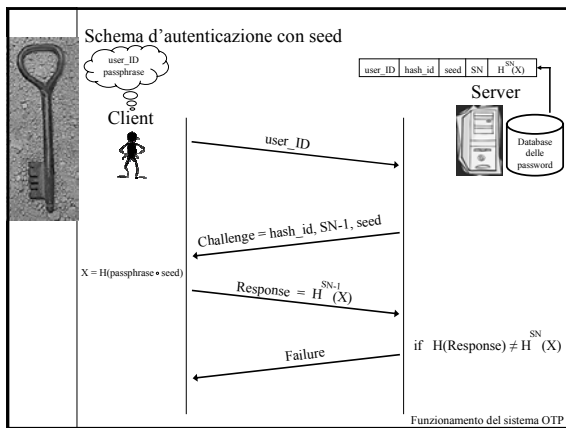 Schema d'autenticazione con seed
user_ID
passphrase
user_ID hash_id seed SN H^SN(X)
Client
Server
Database
delle
password
user_ID
Challenge = hash_id, SN-1, seed
X = H(passphrase∘seed)
Response = H^SN-1(X)
if H(Response) ≠ H^SN(X)
Failure
Funzionamento del sistema OTP